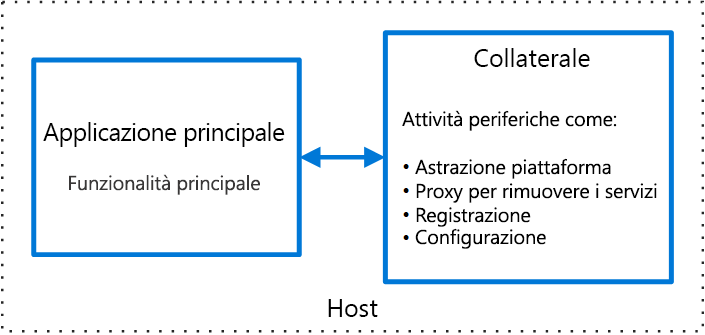 Applicazione principale
Funzionalità principale
Collaterale
Attività periferiche come:
• Astrazione piattaforma
• Proxy per rimuovere i servizi
• Registrazione
• Configurazione
Host